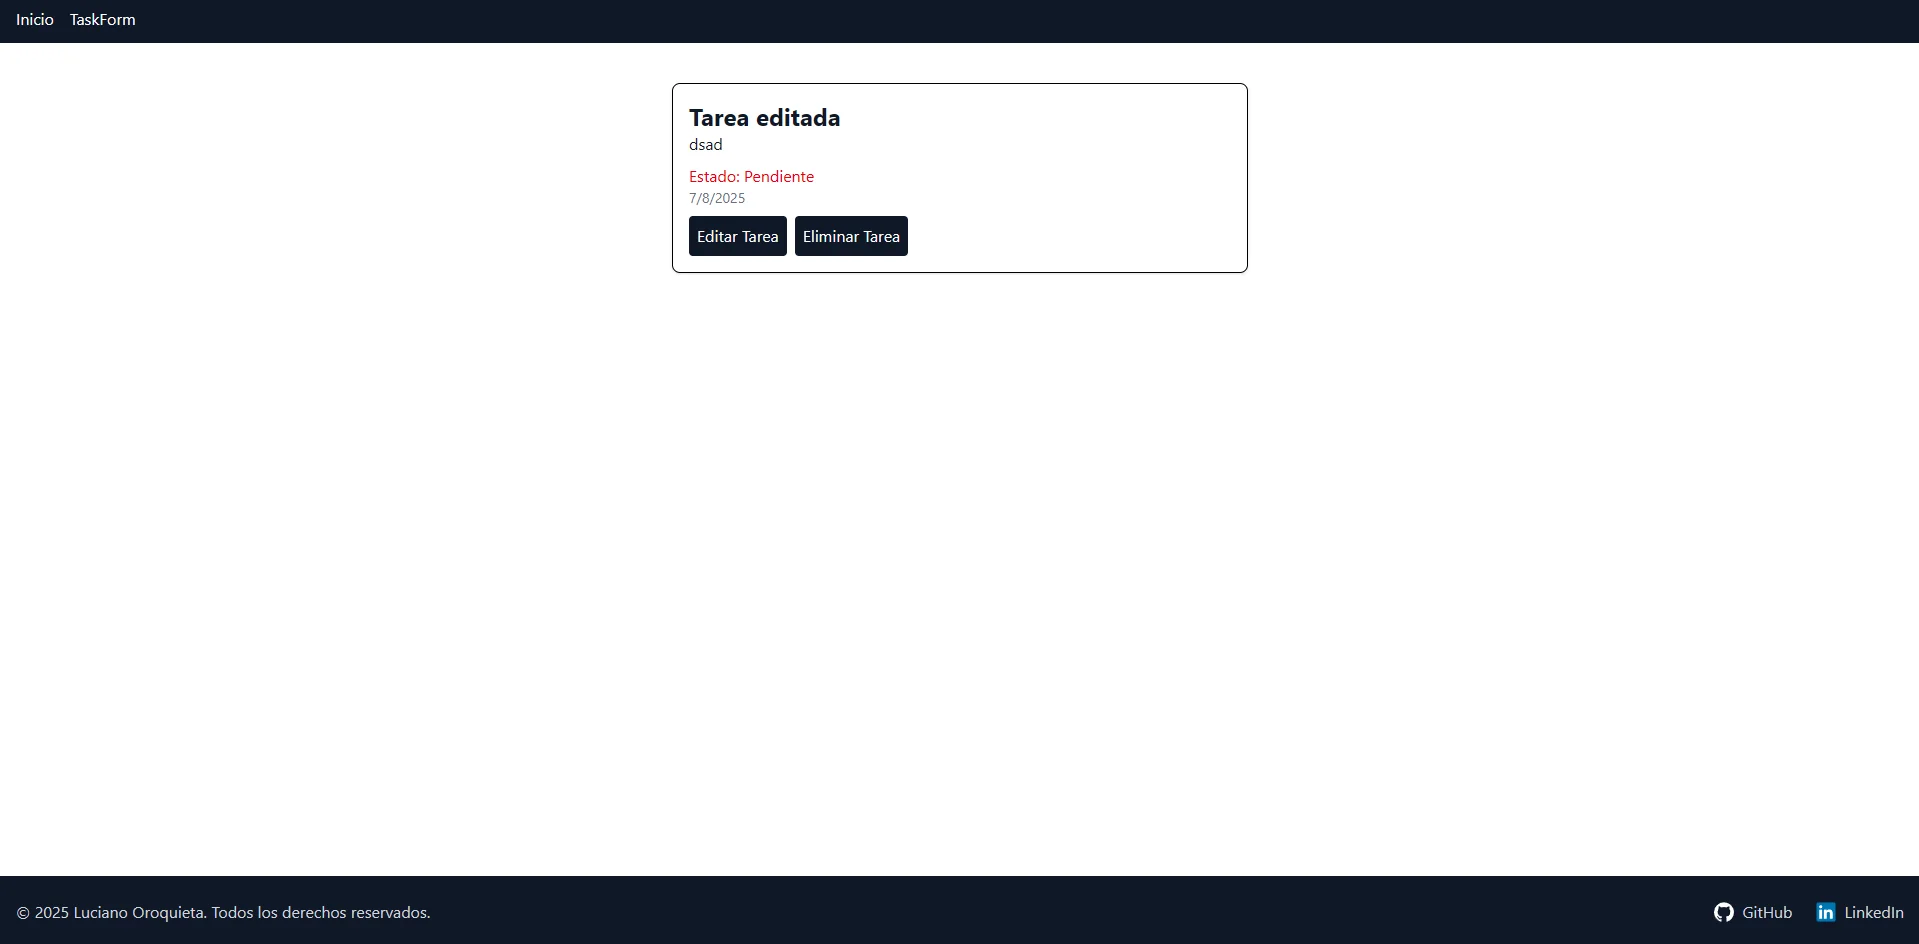 Inicio TaskForm
Tarea editada
dsad
Estado: Pendiente
7/8/2025
Editar Tarea Eliminar Tarea
© 2025 Luciano Oroquieta. Todos los derechos reservados. GitHub in LinkedIn